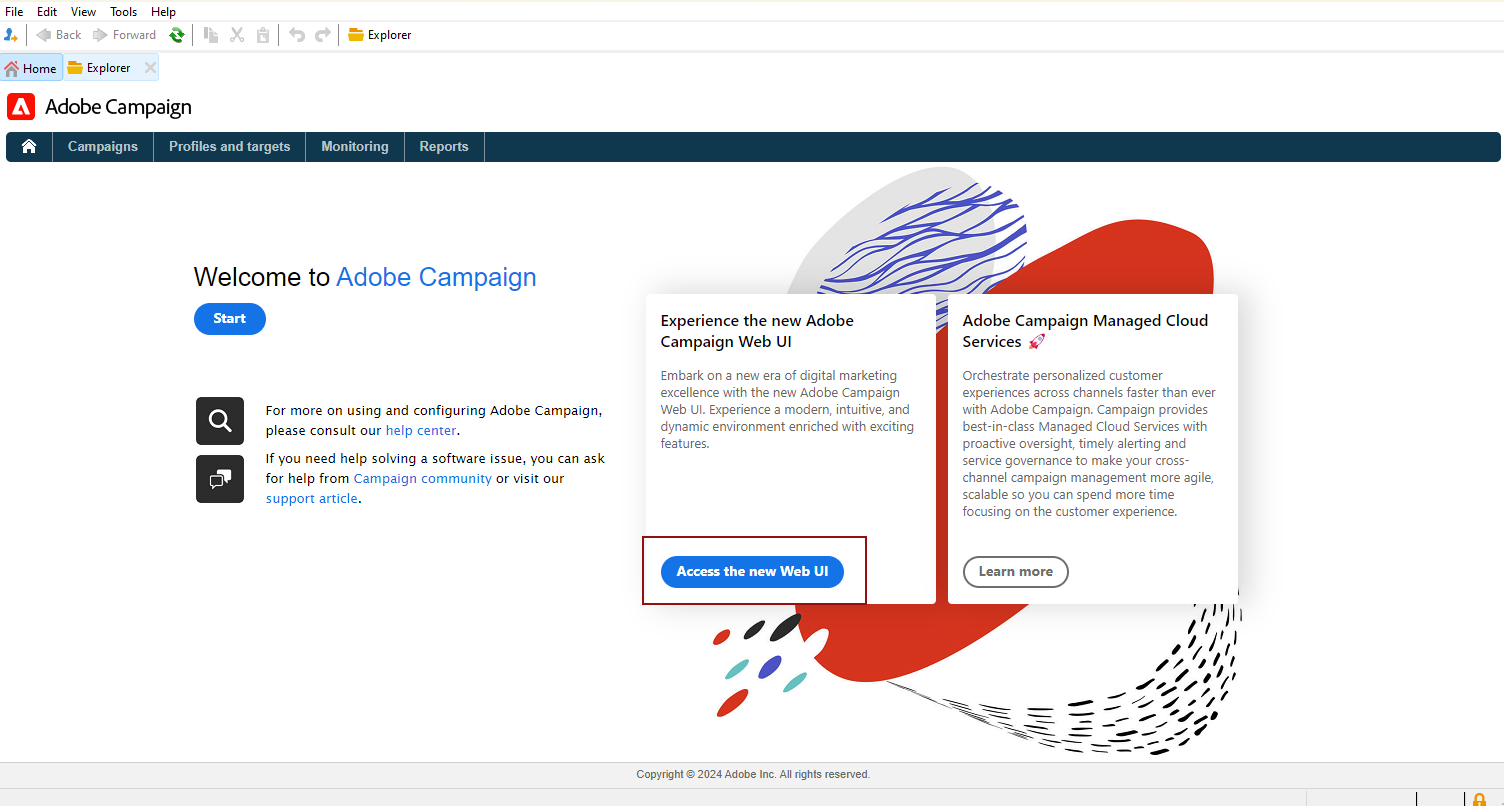 File Edit View Tools Help
Back Forward Explorer
Home Explorer
Adobe Campaign
Campaigns Profiles and targets Monitoring Reports
Welcome to Adobe Campaign
Start
For more on using and configuring Adobe Campaign,
please consult our help center.
If you need help solving a software issue, you can ask
for help from Campaign community or visit our
support article.
Experience the new Adobe
Campaign Web UI
Embark on a new era of digital marketing
excellence with the new Adobe Campaign
Web UI. Experience a modern, intuitive, and
dynamic environment enriched with exciting
features.
Access the new Web UI
Adobe Campaign Managed Cloud
Services 🚀
Orchestrate personalized customer
experiences across channels faster than ever
with Adobe Campaign. Campaign provides
best-in-class Managed Cloud Services with
proactive oversight, timely alerting and
service governance to make your cross-
channel campaign management more agile,
scalable so you can spend more time
focusing on the customer experience.
Learn more
Copyright © 2024 Adobe Inc. All rights reserved.